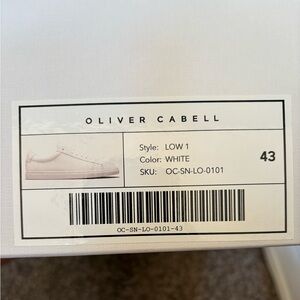 OLIVER CABELL
Style: LOW 1
Color: WHITE
43
SKU: OC-SN-LO-0101
OC-SN-LO-0101-43